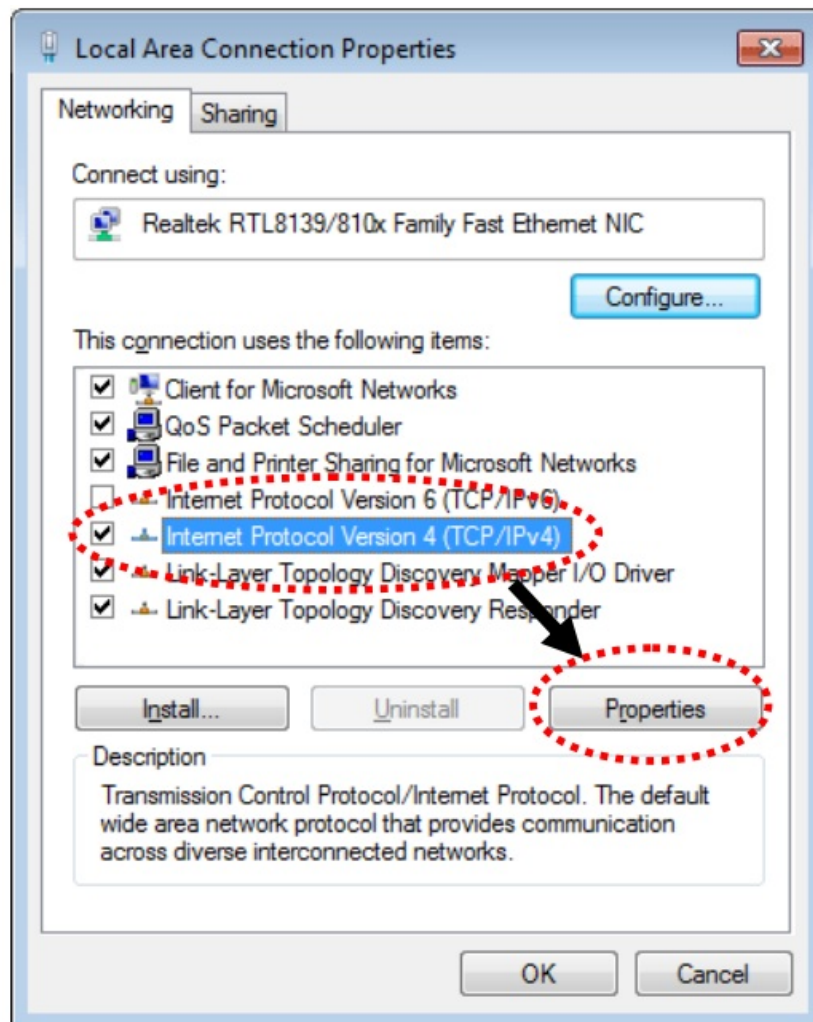 Local Area Connection Properties
Networking
Sharing
Connect using:
Realtek RTL8139/810x Family Fast Ethernet NIC
Configure...
This connection uses the following items:
Client for Microsoft Networks
QoS Packet Scheduler
File and Printer Sharing for Microsoft Networks
Internet Protocol Version 6 (TCP/IPv6)
Internet Protocol Version 4 (TCP/IPv4)
Link-Layer Topology Discovery Mapper I/O Driver
Link-Layer Topology Discovery Responder
Install...
Uninstall
Properties
Description
Transmission Control Protocol/Internet Protocol. The default
wide area network protocol that provides communication
across diverse interconnected networks.
OK
Cancel